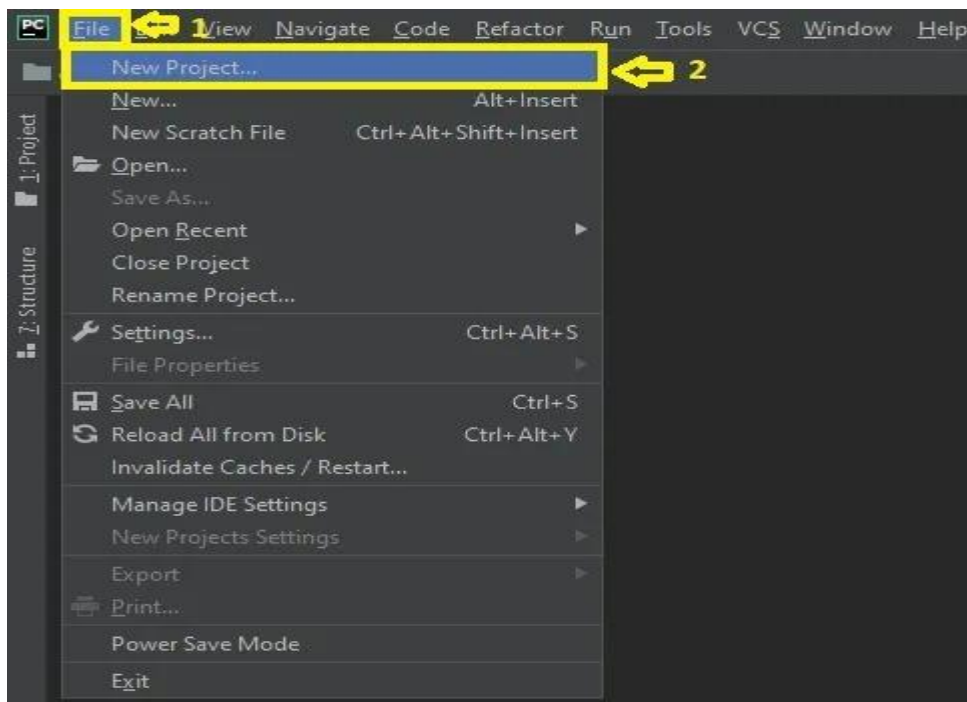 PC File 1 View Navigate Code Refactor Run Tools VCS Window Help
New Project... 2
New... Alt+Insert
New Scratch File Ctrl+Alt+Shift+Insert
Open...
Save As...
Open Recent
Close Project
Rename Project...
Settings... Ctrl+Alt+S
File Properties
Save All Ctrl+S
Reload All from Disk Ctrl+Alt+Y
Invalidate Caches / Restart...
Manage IDE Settings
New Projects Settings
Export
Print...
Power Save Mode
Exit
1: Project
7: Structure